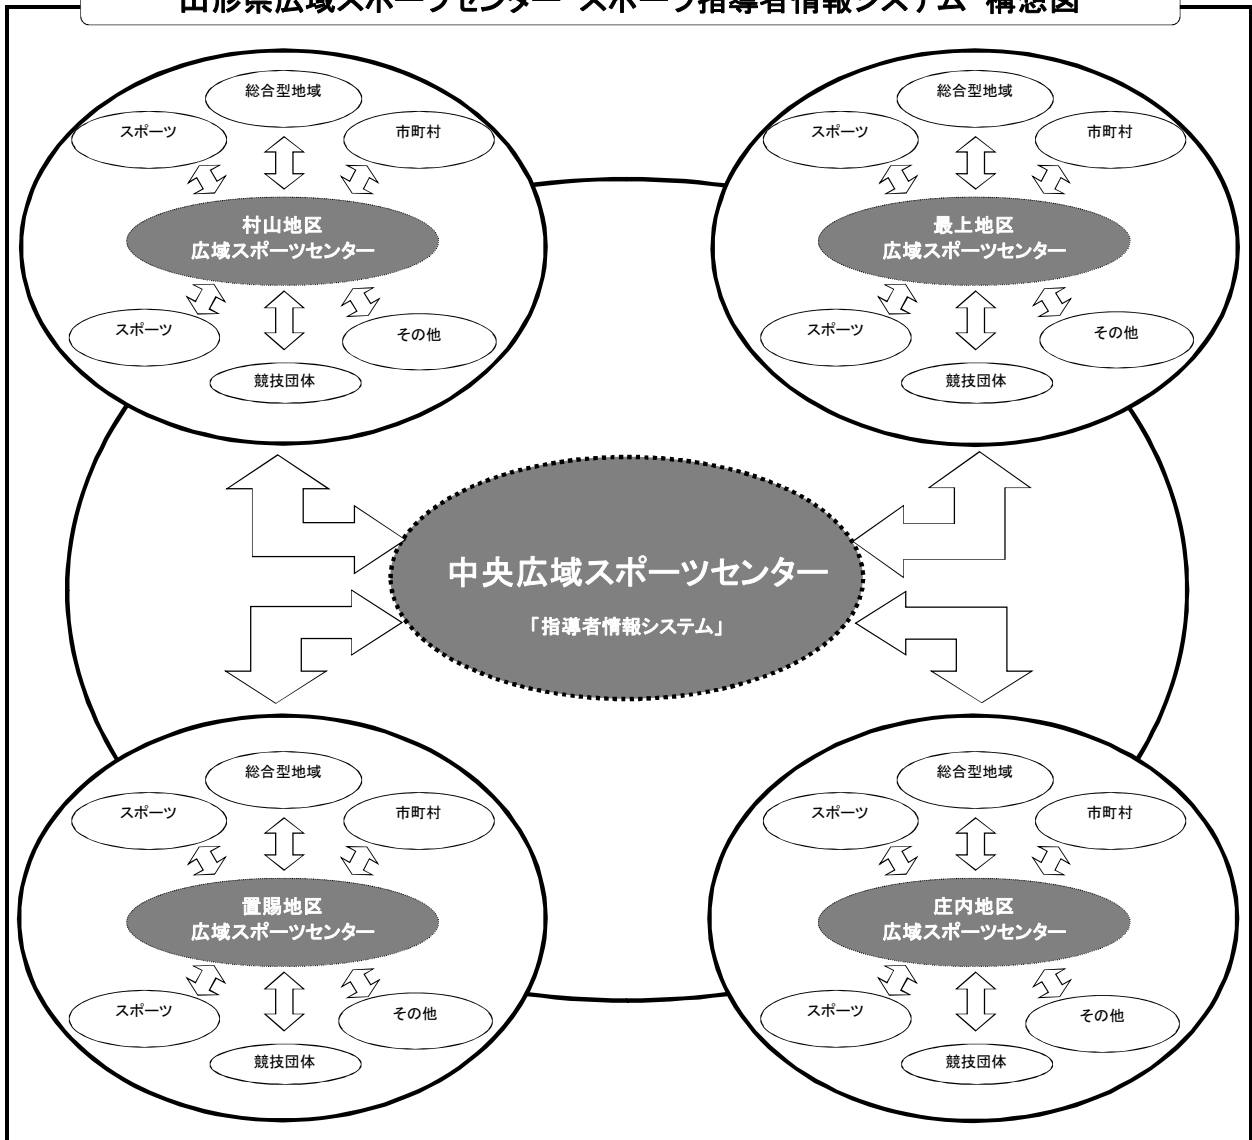 山形県広域スポーツセンター スポーツ指導者情報システム 構想図
総合型地域
スポーツ
市町村
村山地区
広域スポーツセンター
スポーツ
その他
競技団体
総合型地域
スポーツ
市町村
最上地区
広域スポーツセンター
スポーツ
その他
競技団体
中央広域スポーツセンター
「指導者情報システム」
総合型地域
スポーツ
市町村
置賜地区
広域スポーツセンター
スポーツ
その他
競技団体
総合型地域
スポーツ
市町村
庄内地区
広域スポーツセンター
スポーツ
その他
競技団体